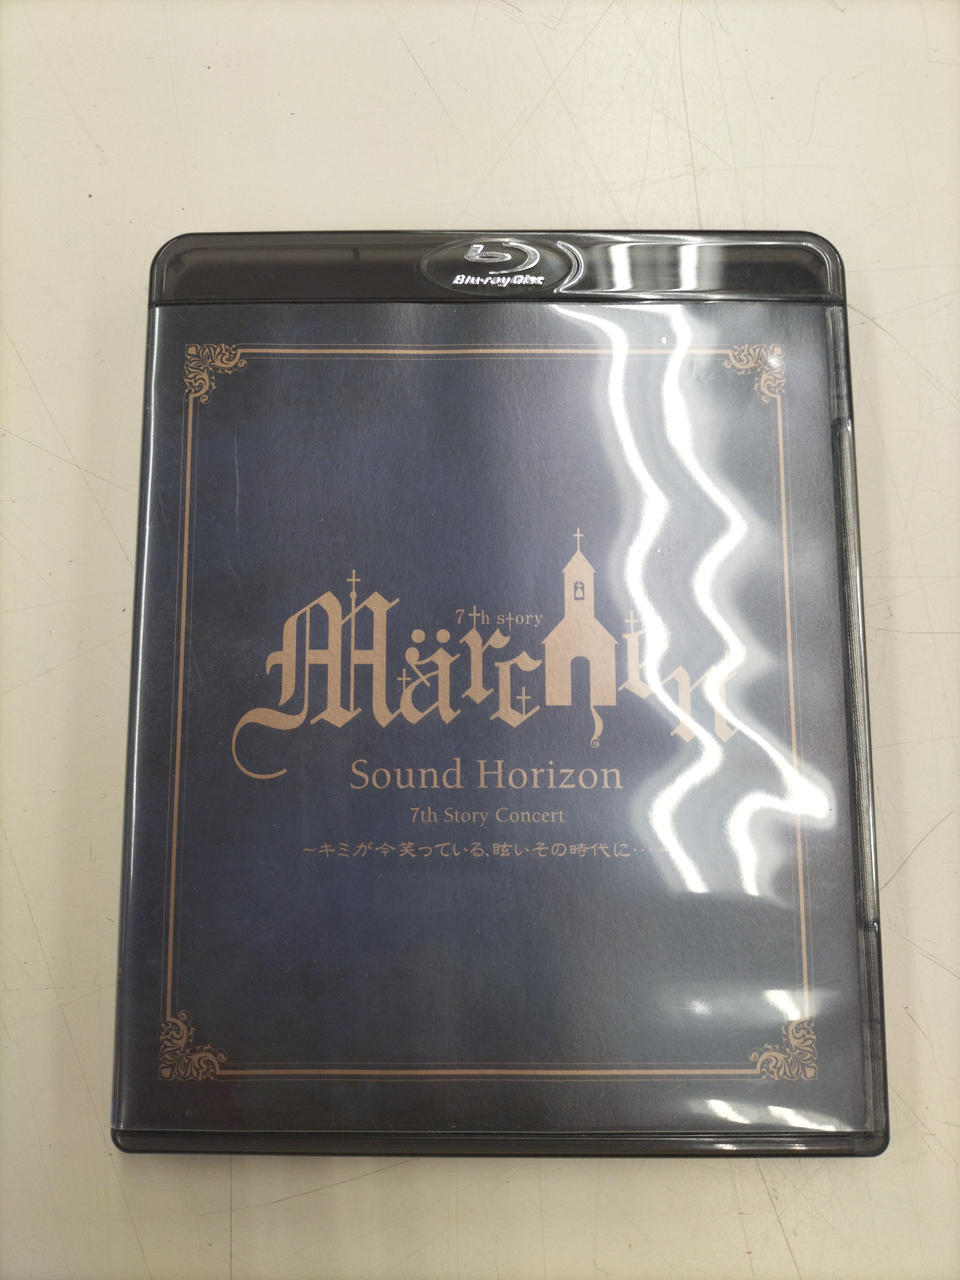 Blu-ray Disc
7th story
Märchen
Sound Horizon
7th Story Concert
~キミが今笑っている、眩いその時代に…~